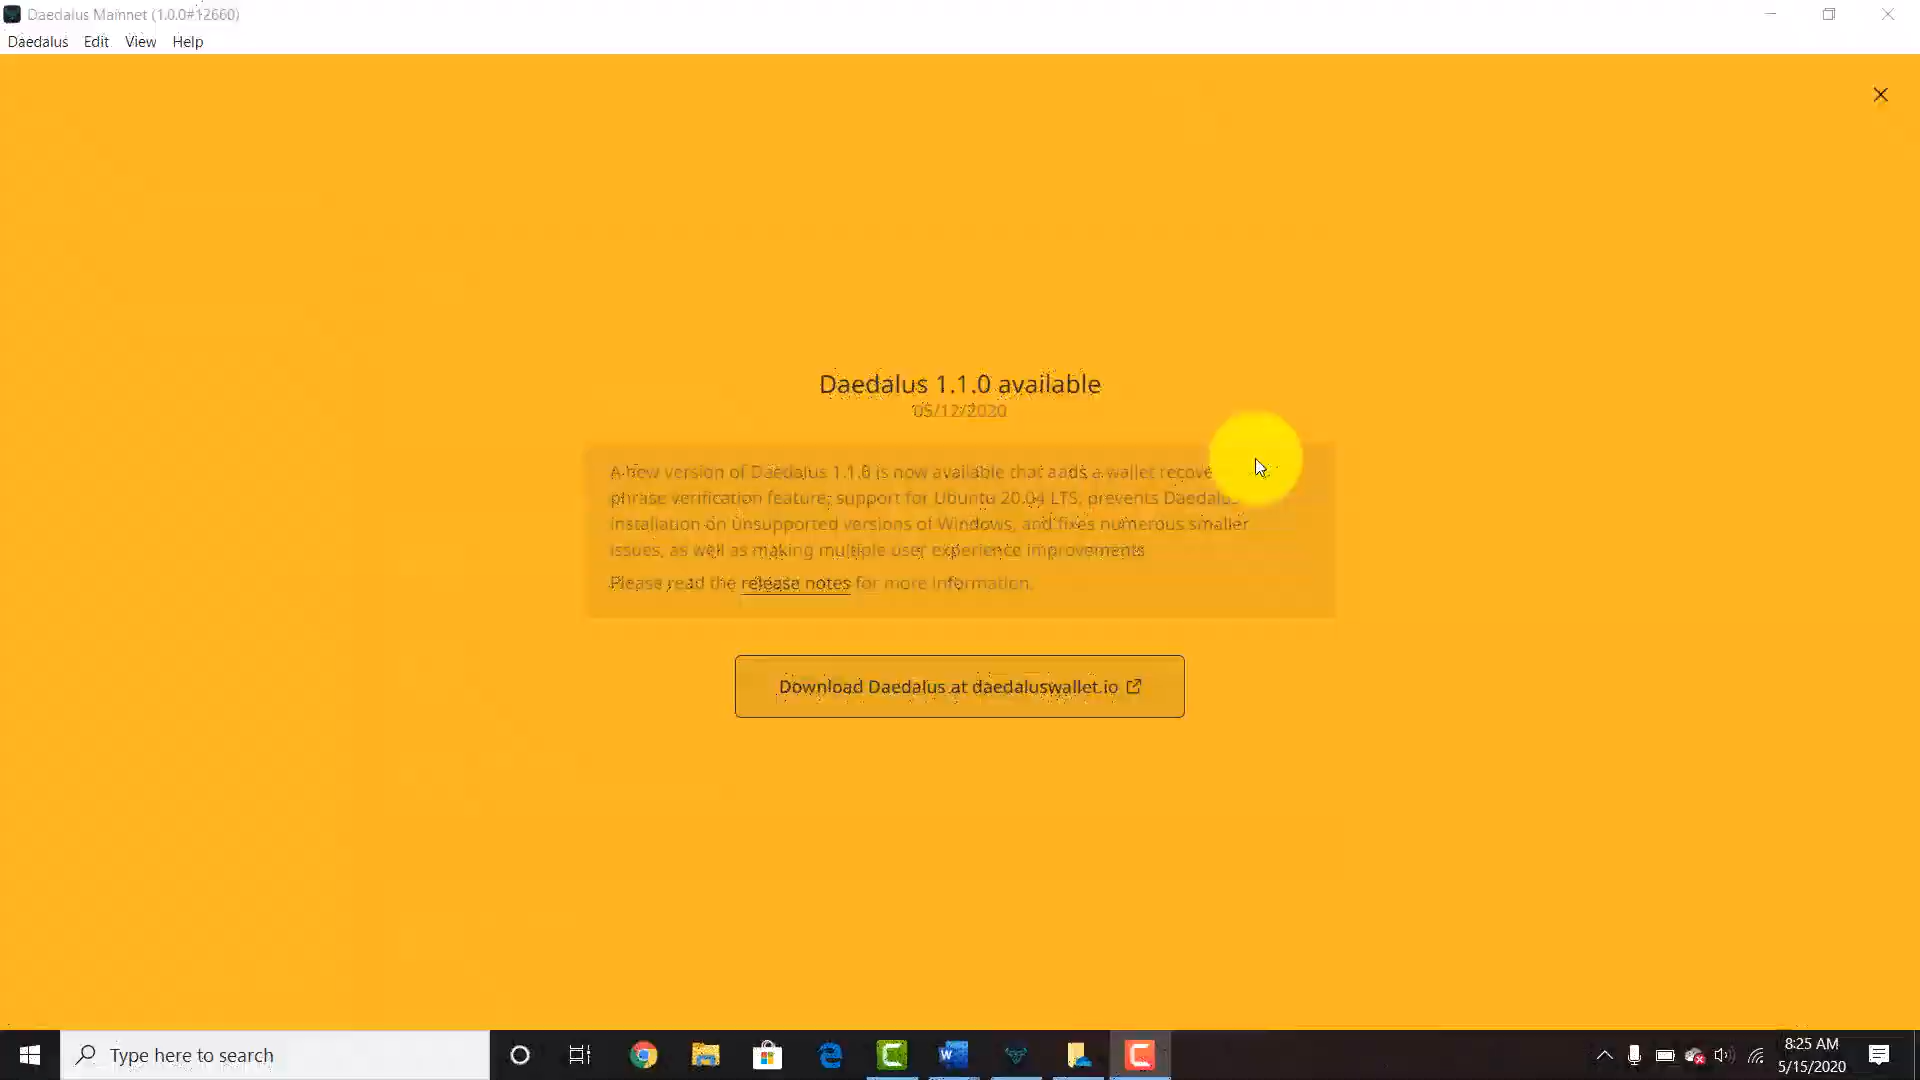 Daedalus Mainnet (1.0.0#12660)
Daedalus Edit View Help
Daedalus 1.1.0 available
05/12/2020
A new version of Daedalus 1.1.0 is now available that adds a wallet
phrase verification feature, support for Ubuntu 20.04 LTS, prevents Daedalus
installation on unsupported versions of Windows, and fixes numerous smaller
issues, as well as making multiple user experience improvements
Please read the release notes for more information.
Download Daedalus at daedaluswallet.io
Type here to search
8:25 AM
5/15/2020